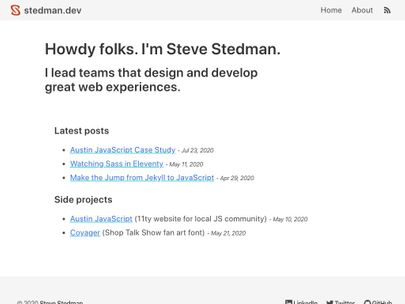 stedman.dev Home About
Howdy folks. I'm Steve Stedman.
I lead teams that design and develop
great web experiences.
Latest posts
• Austin JavaScript Case Study - Jul 23, 2020
• Watching Sass in Eleventy - May 11, 2020
• Make the Jump from Jekyll to JavaScript - Apr 29, 2020
Side projects
• Austin JavaScript (11ty website for local JS community) - May 10, 2020
• Covager (Shop Talk Show fan art font) - May 21, 2020
© 2020 Steve Stedman LinkedIn Twitter GitHub